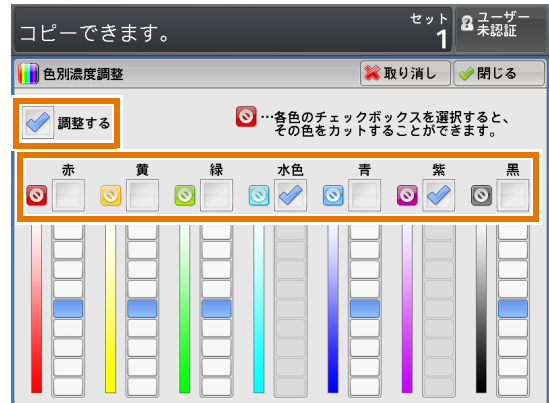 コピーできます。
セット
1
ユーザー
未認証
色別濃度調整
取り消し
閉じる
調整する
…各色のチェックボックスを選択すると、
その色をカットすることができます。
赤 黄 緑 水色 青 紫 黒